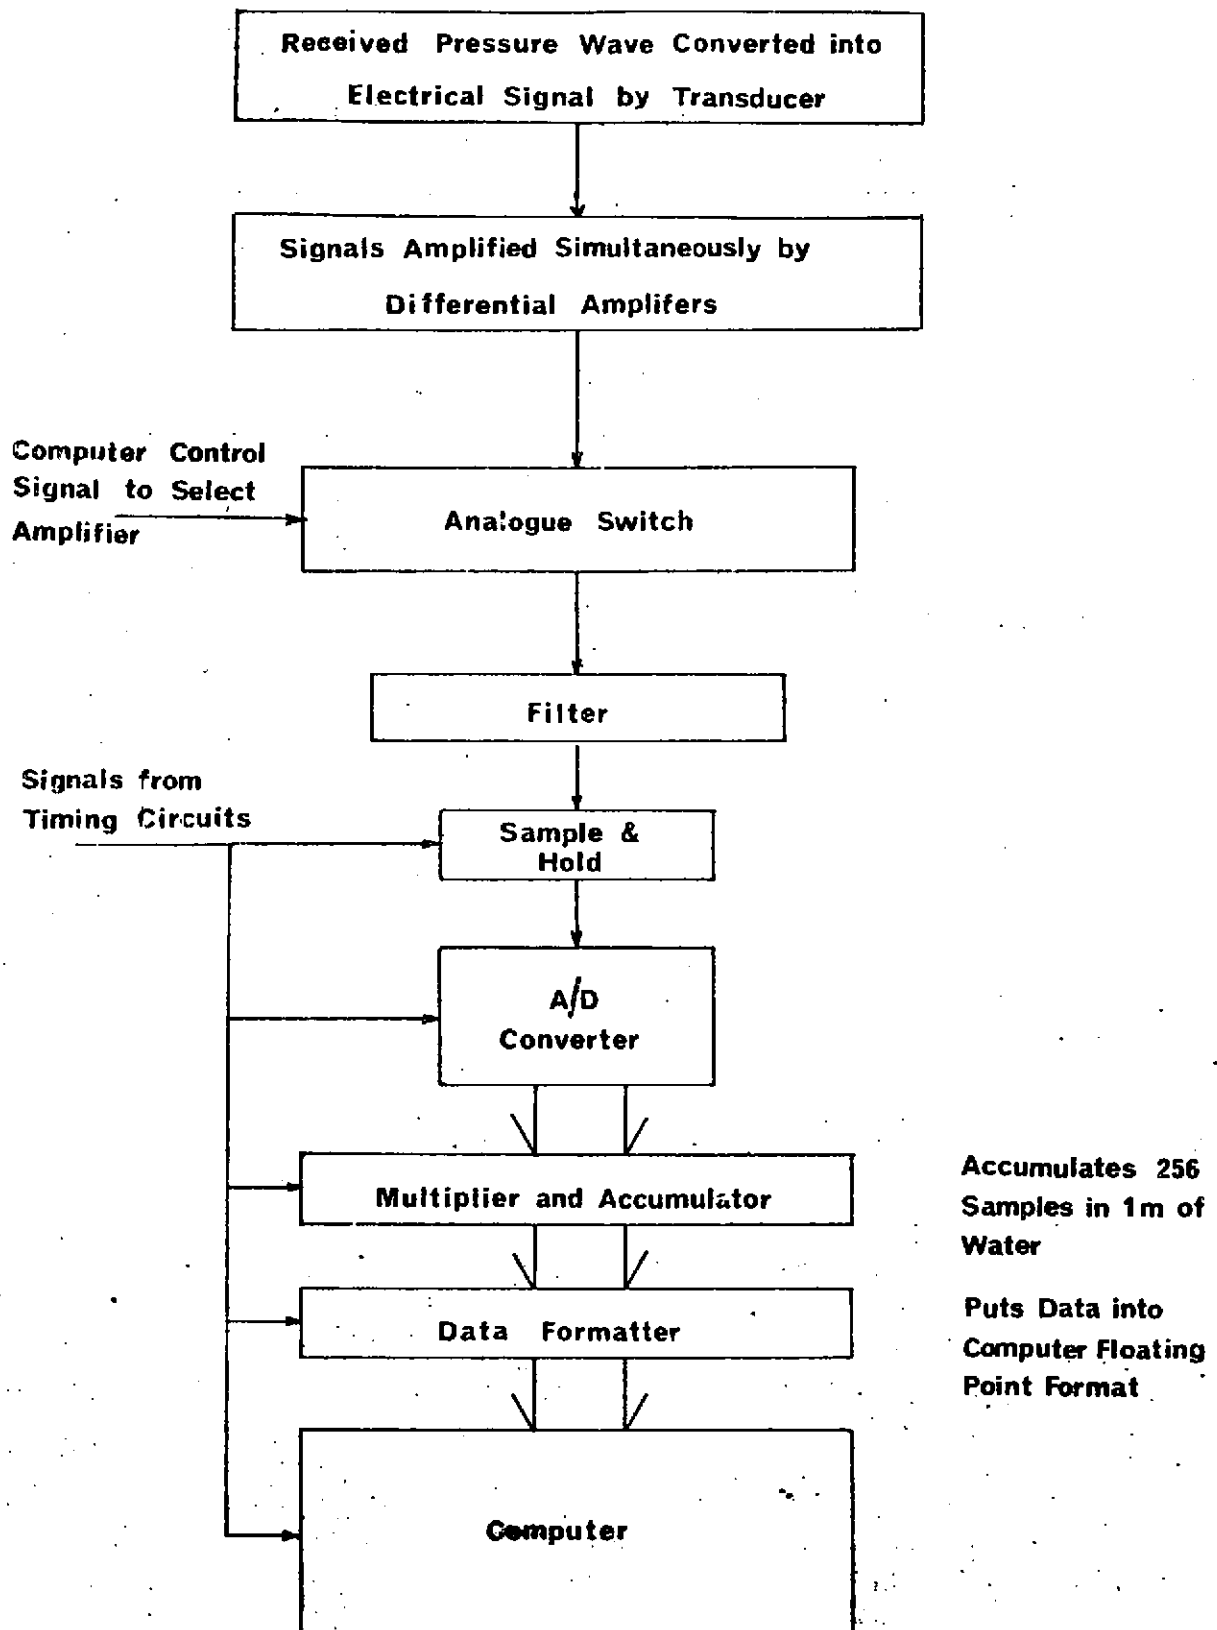 Received Pressure Wave Converted into
Electrical Signal by Transducer
Signals Amplified Simultaneously by
Differential Amplifers
Computer Control
Signal to Select
Amplifier
Analogue Switch
Filter
Signals from
Timing Circuits
Sample &
Hold
A/D
Converter
Multiplier and Accumulator
Accumulates 256
Samples in 1m of
Water
Data Formatter
Puts Data into
Computer Floating
Point Format
Computer